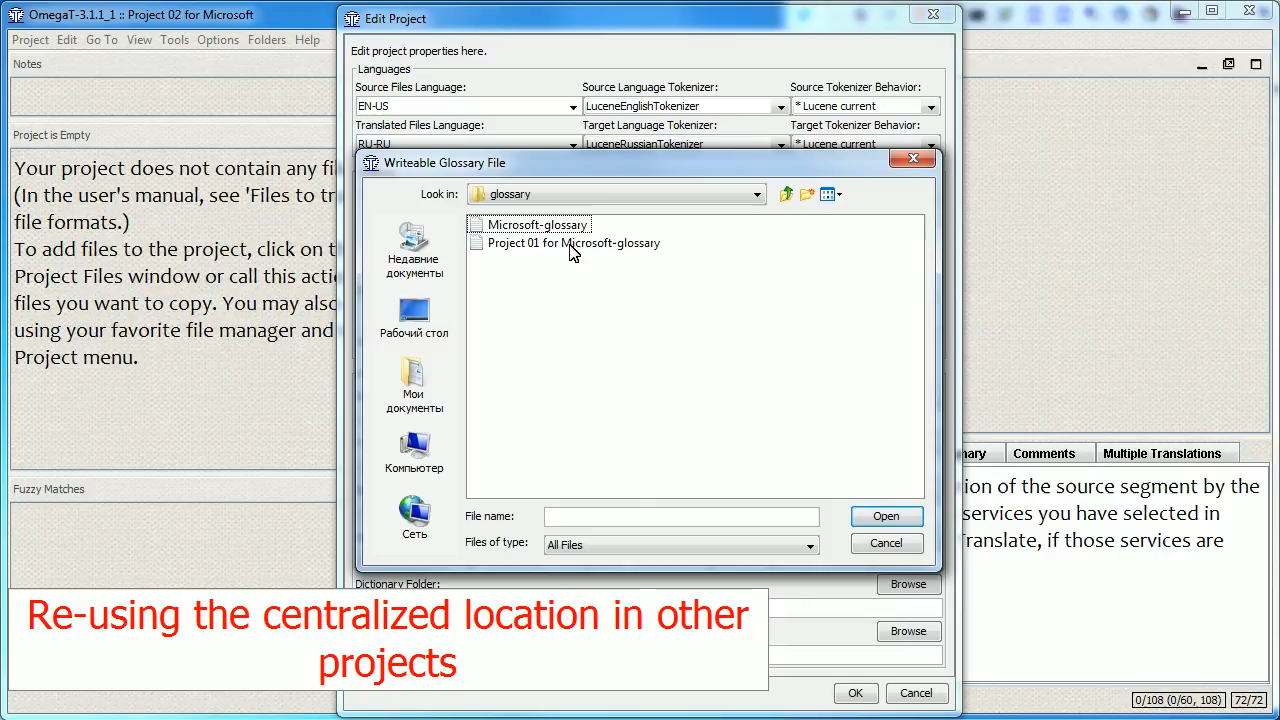 OmegaT-3.1.1_1 :: Project 02 for Microsoft
Project Edit Go To View Tools Options Folders Help
Notes
Project is Empty
Your project does not contain any fi
(In the user's manual, see 'Files to tr
file formats.)
To add files to the project, click on t
Project Files window or call this actio
files you want to copy. You may also
using your favorite file manager and
Project menu.
Fuzzy Matches
Edit Project
Edit project properties here.
Languages
Source Files Language: Source Language Tokenizer: Source Tokenizer Behavior:
EN-US LuceneEnglishTokenizer * Lucene current
Translated Files Language: Target Language Tokenizer: Target Tokenizer Behavior:
RU-RU LuceneRussianTokenizer * Lucene current
Writeable Glossary File
Look in: glossary
Microsoft-glossary
Project 01 for Microsoft-glossary
Недавние
документы
Рабочий стол
Мои
документы
Компьютер
Сеть
File name: Open
Files of type: All Files Cancel
Dictionary Folder: Browse
Browse
OK Cancel
nary Comments Multiple Translations
ion of the source segment by the
services you have selected in
ranslate, if those services are
0/108 (0/60, 108) 72/72
Re-using the centralized location in other
projects